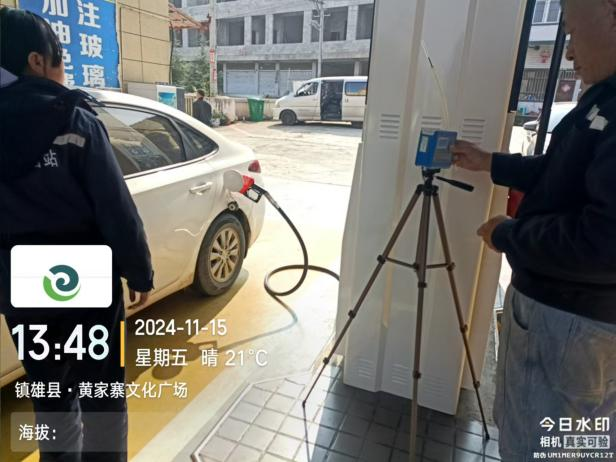 加油免
注玻璃
站
13:48
2024-11-15
星期五 晴 21°C
镇雄县·黄家寨文化广场
海拔:
今日水印
相机 真实可验
防伪 UM1MER9UYCR12T